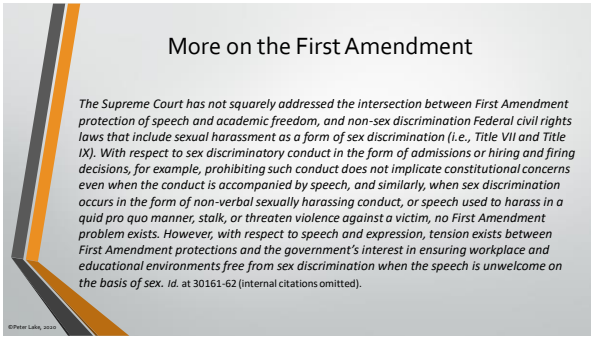 More on the First Amendment
The Supreme Court has not squarely addressed the intersection between First Amendment
protection of speech and academic freedom, and non-sex discrimination Federal civil rights
laws that include sexual harassment as a form of sex discrimination (i.e., Title VII and Title
IX). With respect to sex discriminatory conduct in the form of admissions or hiring and firing
decisions, for example, prohibiting such conduct does not implicate constitutional concerns
even when the conduct is accompanied by speech, and similarly, when sex discrimination
occurs in the form of non-verbal sexually harassing conduct, or speech used to harass in a
quid pro quo manner, stalk, or threaten violence against a victim, no First Amendment
problem exists. However, with respect to speech and expression, tension exists between
First Amendment protections and the government's interest in ensuring workplace and
educational environments free from sex discrimination when the speech is unwelcome on
the basis of sex. Id. at 30161-62 (internal citations omitted).
©Peter Lake, 2020